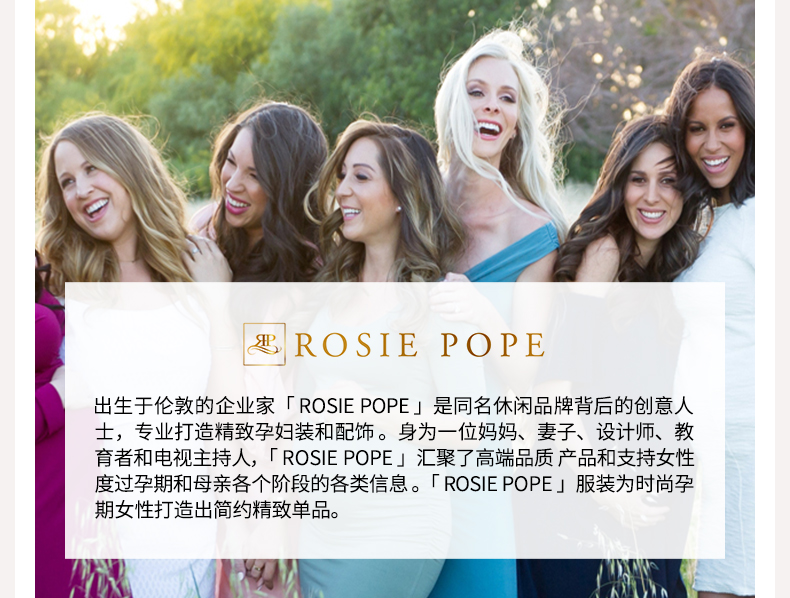 RP ROSIE POPE
出生于伦敦的企业家「 ROSIE POPE 」是同名休闲品牌背后的创意人
士，专业打造精致孕妇装和配饰 。身为一位妈妈、妻子、设计师、教
育者和电视主持人，「 ROSIE POPE 」汇聚了高端品质 产品和支持女性
度过孕期和母亲各个阶段的各类信息 。「 ROSIE POPE 」服装为时尚孕
期女性打造出简约精致单品。